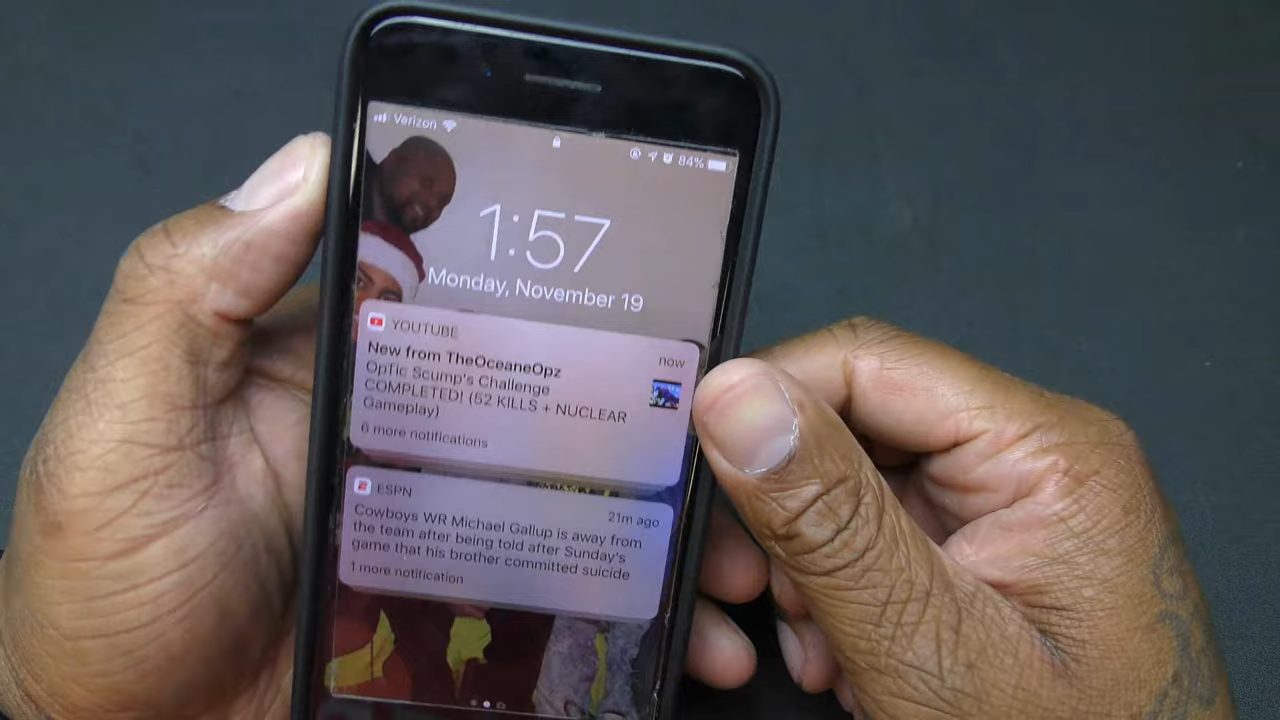 Verizon
84%
1:57
Monday, November 19
YOUTUBE
now
New from TheOceaneOpz
OpTic Scump's Challenge
COMPLETED! (52 KILLS + NUCLEAR
Gameplay)
6 more notifications
ESPN
21m ago
Cowboys WR Michael Gallup is away from
the team after being told after Sunday's
game that his brother committed suicide
1 more notification